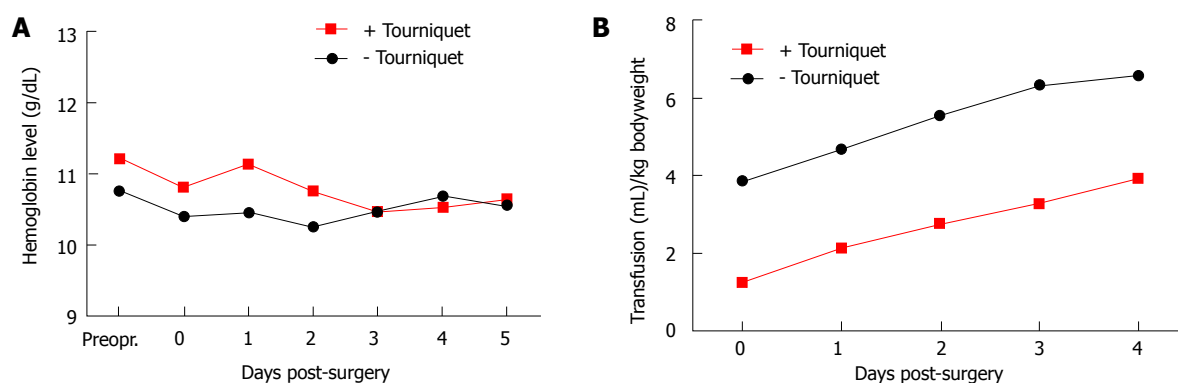 A
+ Tourniquet
- Tourniquet
Hemoglobin level (g/dL)
13
12
11
10
9
Preopr. 0 1 2 3 4 5
Days post-surgery
B
+ Tourniquet
- Tourniquet
Transfusion (mL)/kg bodyweight
8
6
4
2
0
0 1 2 3 4
Days post-surgery